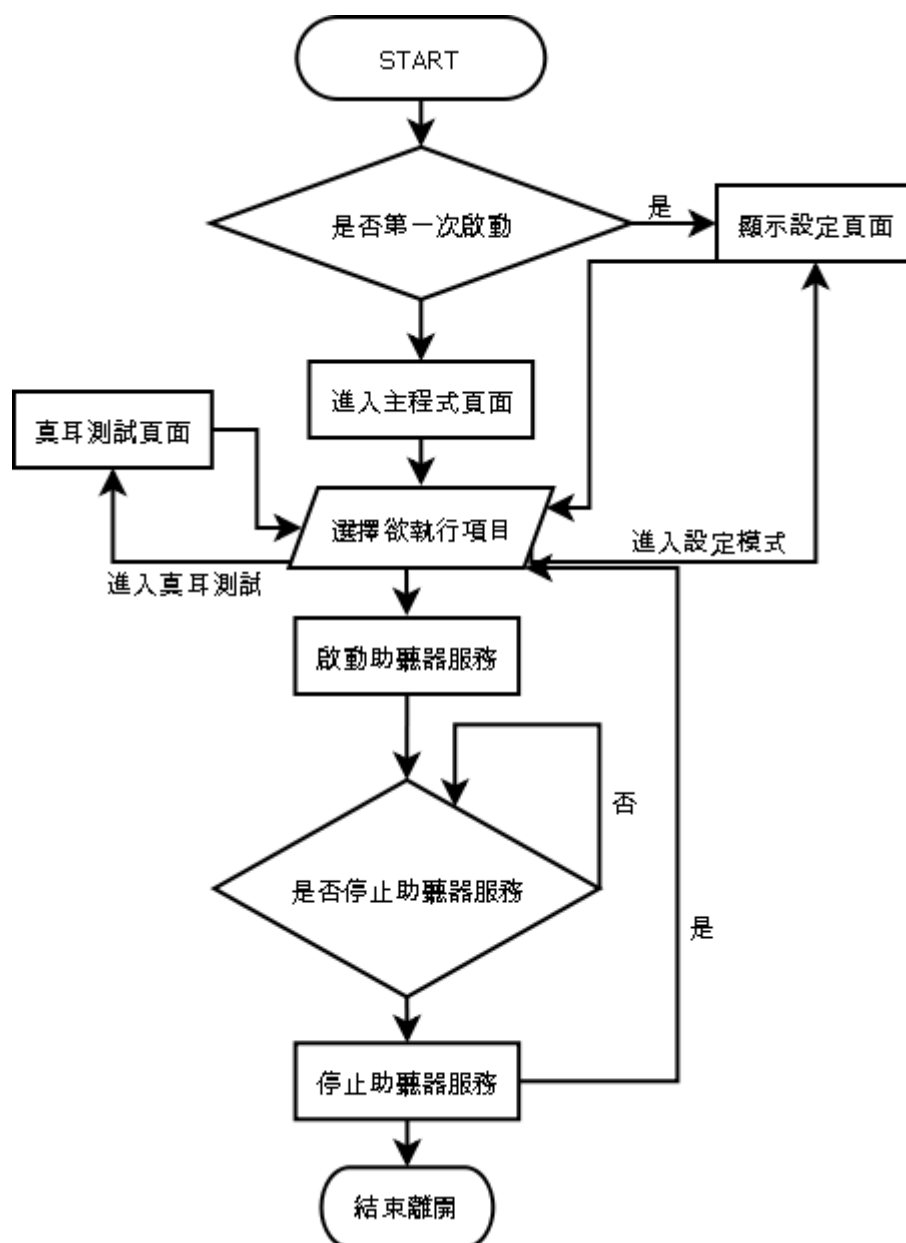 START
是否第一次啟動
是
顯示設定頁面
進入主程式頁面
真耳測試頁面
選擇欲執行項目
進入設定模式
進入真耳測試
啟動助聽器服務
否
是否停止助聽器服務
是
停止助聽器服務
結束離開